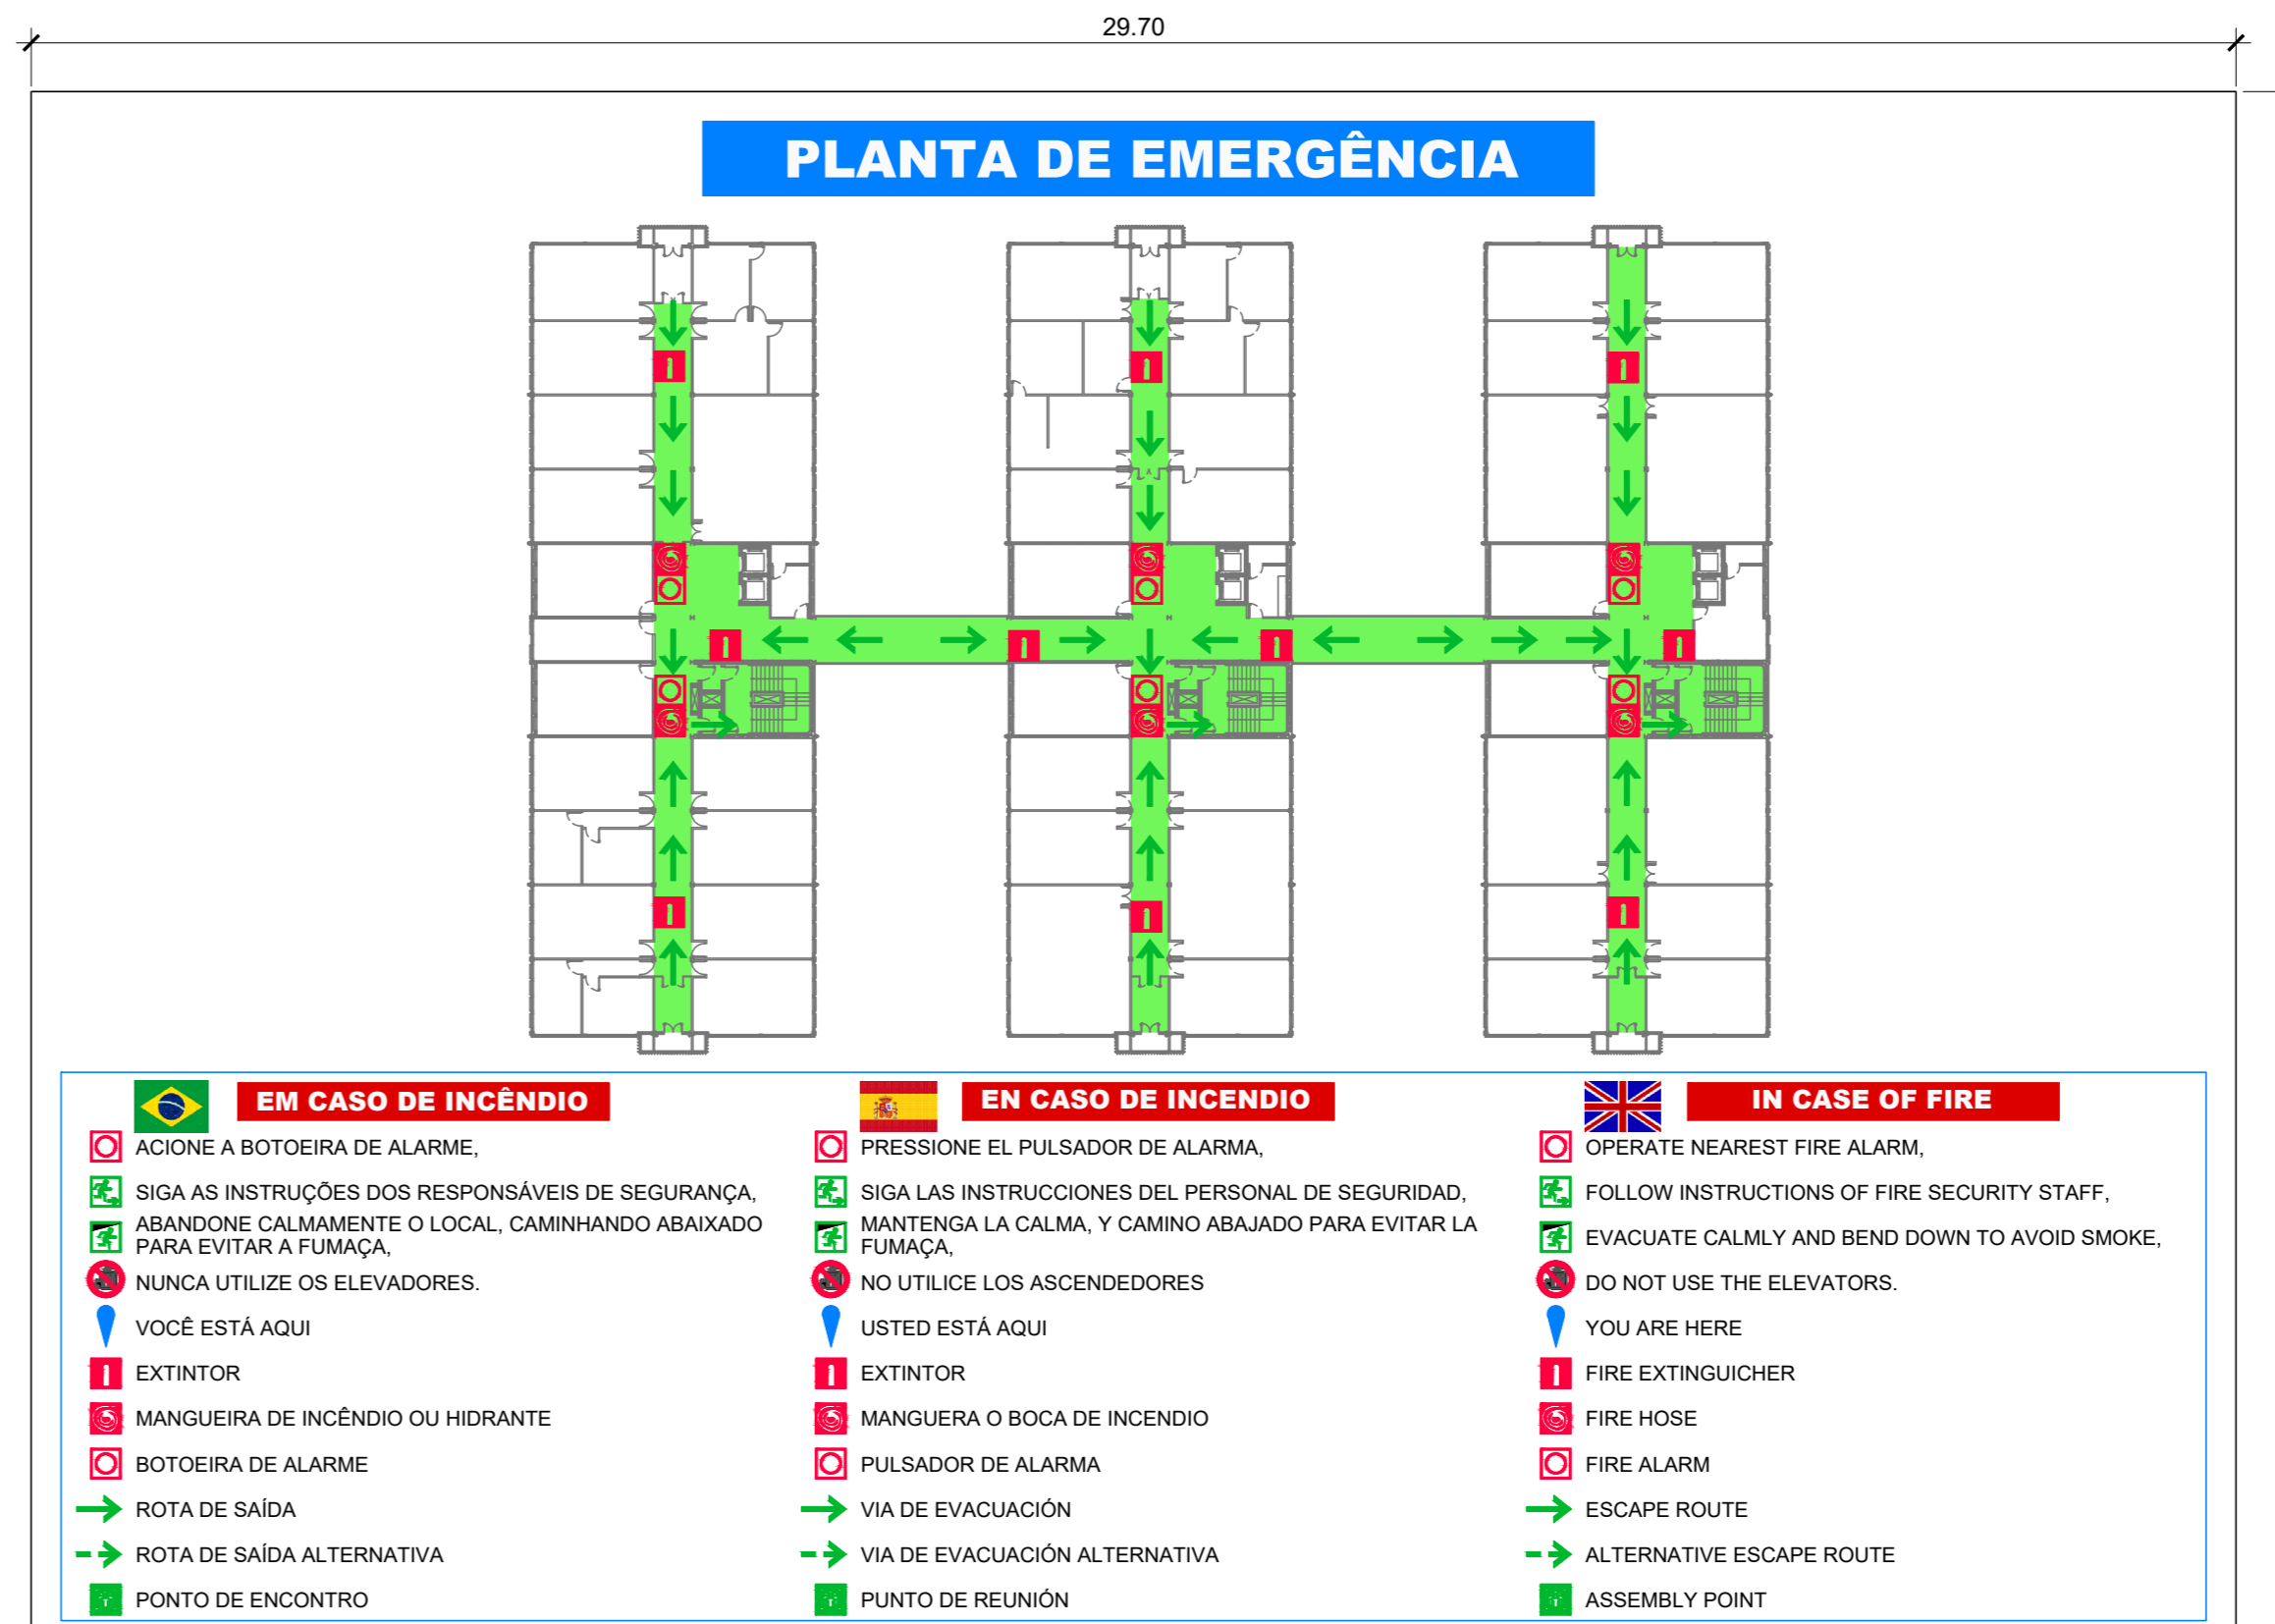 29.70
PLANTA DE EMERGÊNCIA
EM CASO DE INCÊNDIO
ACIONE A BOTOEIRA DE ALARME,
SIGA AS INSTRUÇÕES DOS RESPONSÁVEIS DE SEGURANÇA,
ABANDONE CALMAMENTE O LOCAL, CAMINHANDO ABAIXADO
PARA EVITAR A FUMAÇA,
NUNCA UTILIZE OS ELEVADORES.
VOCÊ ESTÁ AQUI
EXTINTOR
MANGUEIRA DE INCÊNDIO OU HIDRANTE
BOTOEIRA DE ALARME
ROTA DE SAÍDA
ROTA DE SAÍDA ALTERNATIVA
PONTO DE ENCONTRO
EN CASO DE INCENDIO
PRESSIONE EL PULSADOR DE ALARMA,
SIGA LAS INSTRUCCIONES DEL PERSONAL DE SEGURIDAD,
MANTENGA LA CALMA, Y CAMINO ABAJADO PARA EVITAR LA
FUMAÇA,
NO UTILICE LOS ASCENDEDORES
USTED ESTÁ AQUI
EXTINTOR
MANGUERA O BOCA DE INCENDIO
PULSADOR DE ALARMA
VIA DE EVACUACIÓN
VIA DE EVACUACIÓN ALTERNATIVA
PUNTO DE REUNIÓN
IN CASE OF FIRE
OPERATE NEAREST FIRE ALARM,
FOLLOW INSTRUCTIONS OF FIRE SECURITY STAFF,
EVACUATE CALMLY AND BEND DOWN TO AVOID SMOKE,
DO NOT USE THE ELEVATORS.
YOU ARE HERE
FIRE EXTINGUICHER
FIRE HOSE
FIRE ALARM
ESCAPE ROUTE
ALTERNATIVE ESCAPE ROUTE
ASSEMBLY POINT